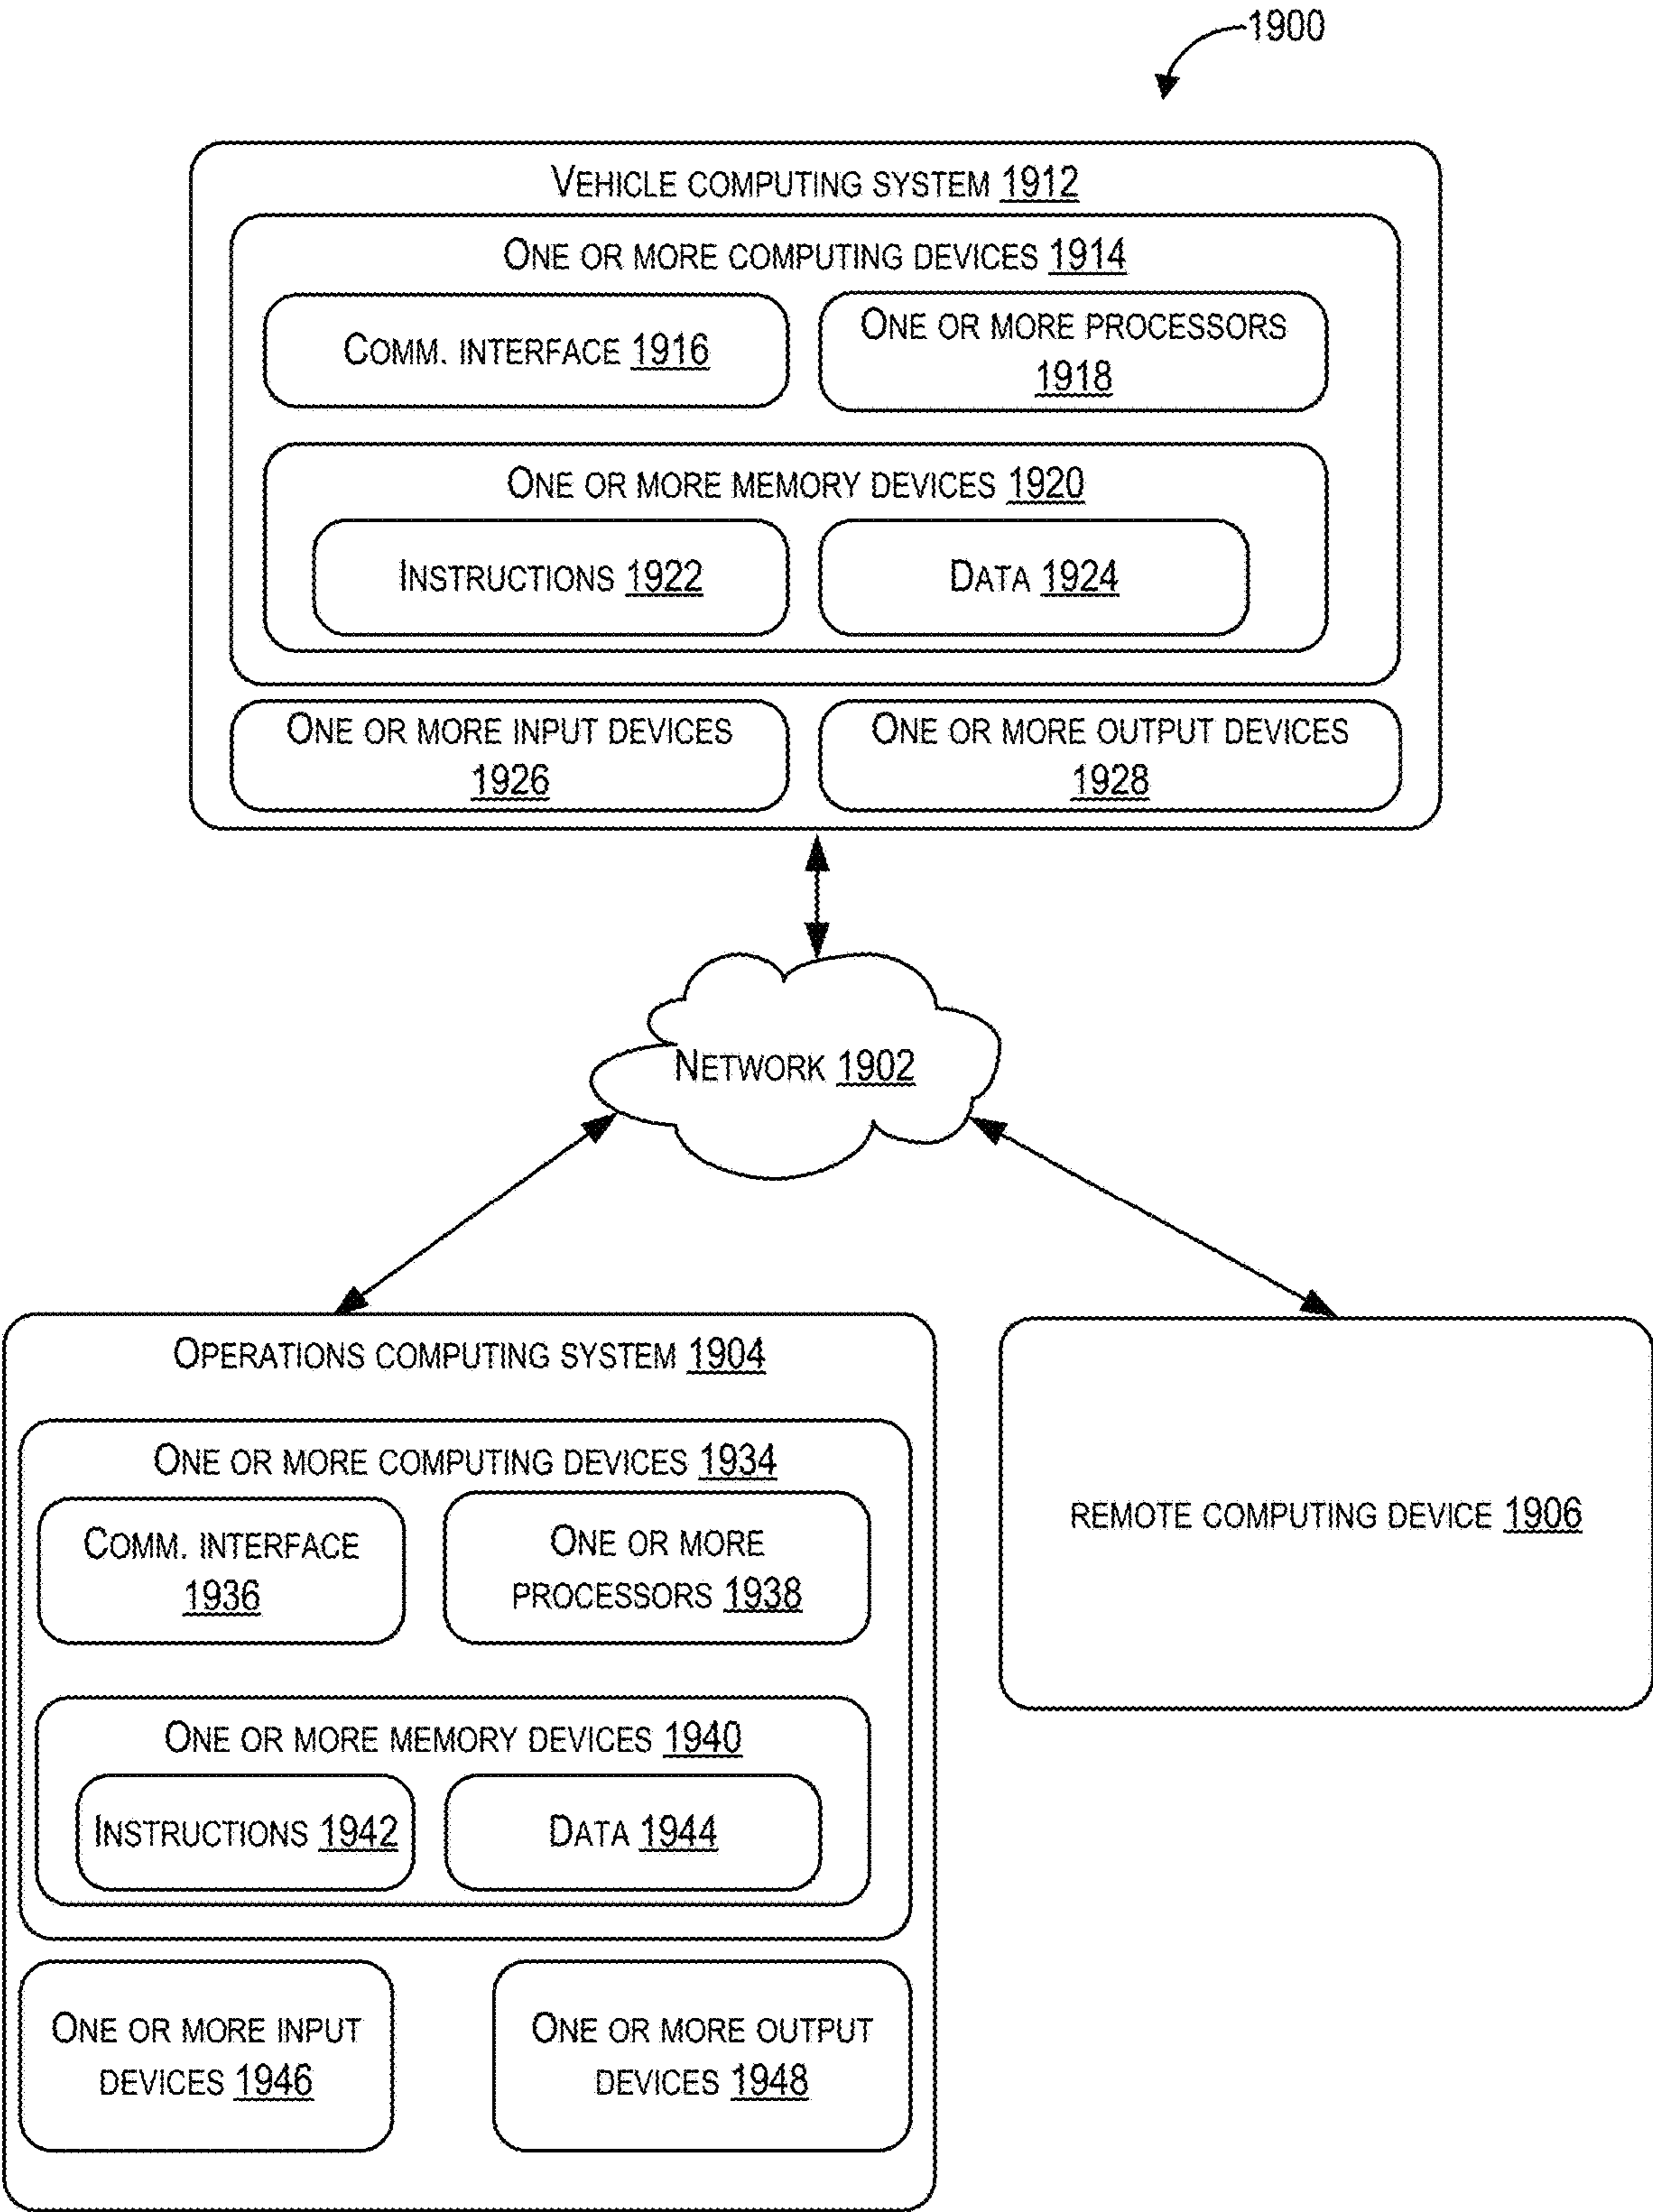 1900
VEHICLE COMPUTING SYSTEM 1912
ONE OR MORE COMPUTING DEVICES 1914
COMM. INTERFACE 1916
ONE OR MORE PROCESSORS
1918
ONE OR MORE MEMORY DEVICES 1920
INSTRUCTIONS 1922
DATA 1924
ONE OR MORE INPUT DEVICES
1926
ONE OR MORE OUTPUT DEVICES
1928
NETWORK 1902
OPERATIONS COMPUTING SYSTEM 1904
ONE OR MORE COMPUTING DEVICES 1934
COMM. INTERFACE
1936
ONE OR MORE
PROCESSORS 1938
ONE OR MORE MEMORY DEVICES 1940
INSTRUCTIONS 1942
DATA 1944
ONE OR MORE INPUT
DEVICES 1946
ONE OR MORE OUTPUT
DEVICES 1948
REMOTE COMPUTING DEVICE 1906